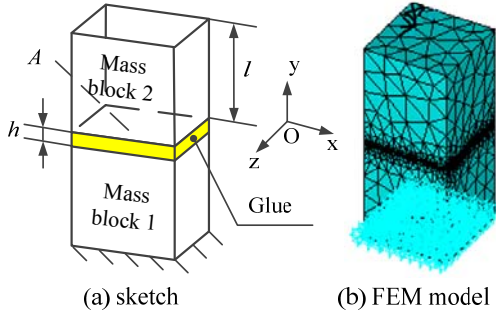 A
Mass
block 2
l
h
y
O
x
z
Mass
block 1
Glue
(a) sketch
(b) FEM model